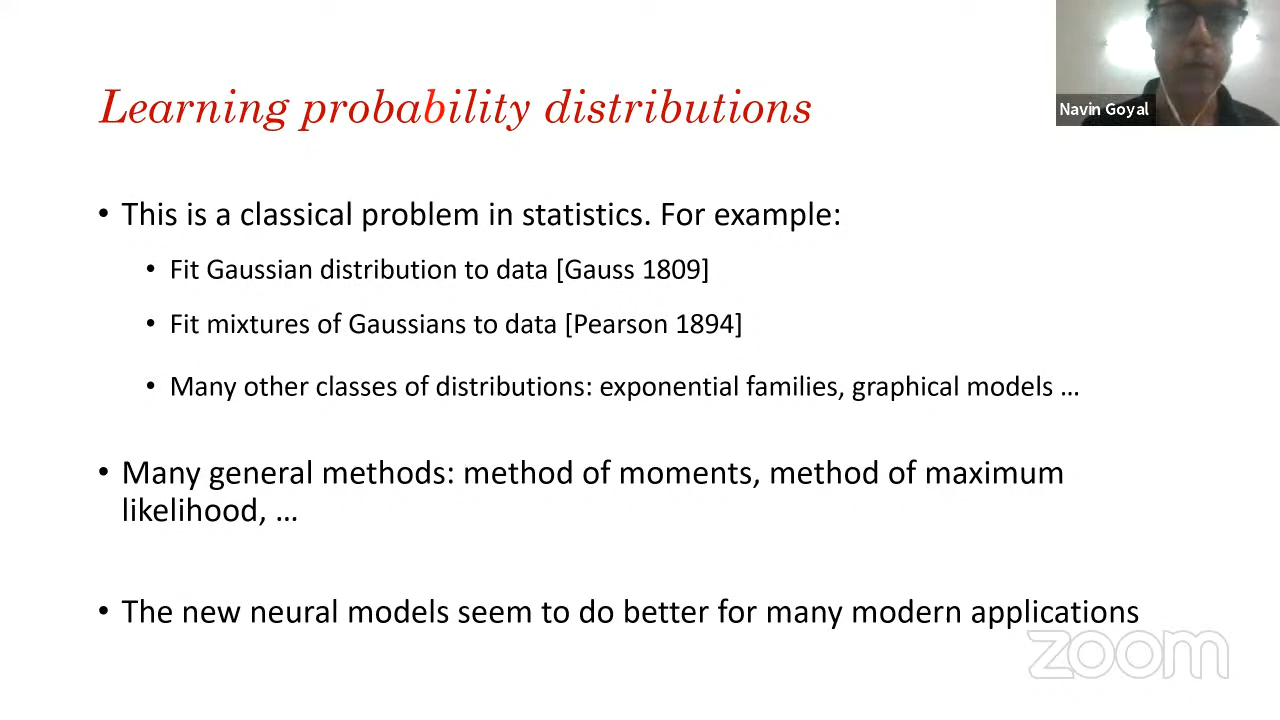 Learning probability distributions
Navin Goyal
• This is a classical problem in statistics. For example:
• Fit Gaussian distribution to data [Gauss 1809]
• Fit mixtures of Gaussians to data [Pearson 1894]
• Many other classes of distributions: exponential families, graphical models …
• Many general methods: method of moments, method of maximum
likelihood, …
• The new neural models seem to do better for many modern applications
zoom